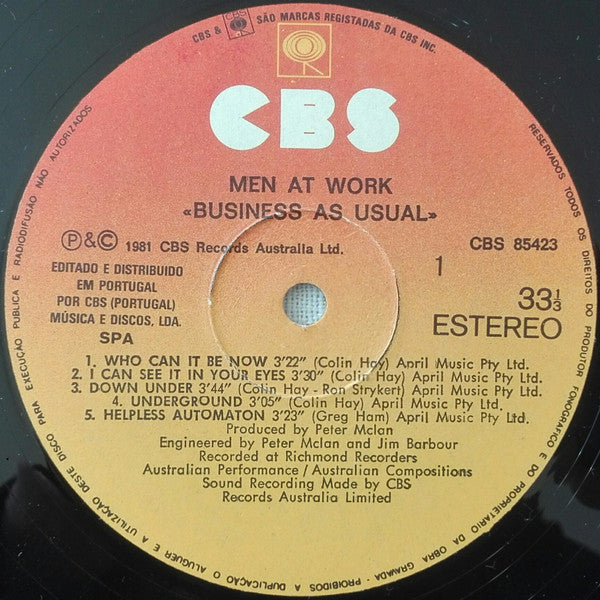 CBS & CBS SÃO MARCAS REGISTADAS DA CBS INC.
CBS
MEN AT WORK
«BUSINESS AS USUAL»
Ⓟ&© 1981 CBS Records Australia Ltd.
CBS 85423
EDITADO E DISTRIBUIDO
EM PORTUGAL
POR CBS (PORTUGAL)
MÚSICA E DISCOS, LDA.
SPA
1
33⅓
ESTEREO
1. WHO CAN IT BE NOW 3'22" (Colin Hay) April Music Pty Ltd.
2. I CAN SEE IT IN YOUR EYES 3'30" (Colin Hay) April Music Pty Ltd.
3. DOWN UNDER 3'44" (Colin Hay - Ron Strykert) April Music Pty Ltd.
4. UNDERGROUND 3'05" (Colin Hay) April Music Pty Ltd.
5. HELPLESS AUTOMATON 3'23" (Greg Ham) April Music Pty Ltd.
Produced by Peter Mclan
Engineered by Peter Mclan and Jim Barbour
Recorded at Richmond Recorders
Australian Performance / Australian Compositions
Sound Recording Made by CBS
Records Australia Limited
RESERVADOS TODOS OS DIREITOS DO PRODUTOR FONOGRAFICO E DO PROPRIETARIO DA OBRA GRAVADA - PROIBIDOS A DUPLICAÇÃO O ALUGUER E A UTILIZAÇÃO DESTE DISCO PARA EXECUÇÃO PUBLICA E RADIODIFUSÃO NÃO AUTORIZADOS